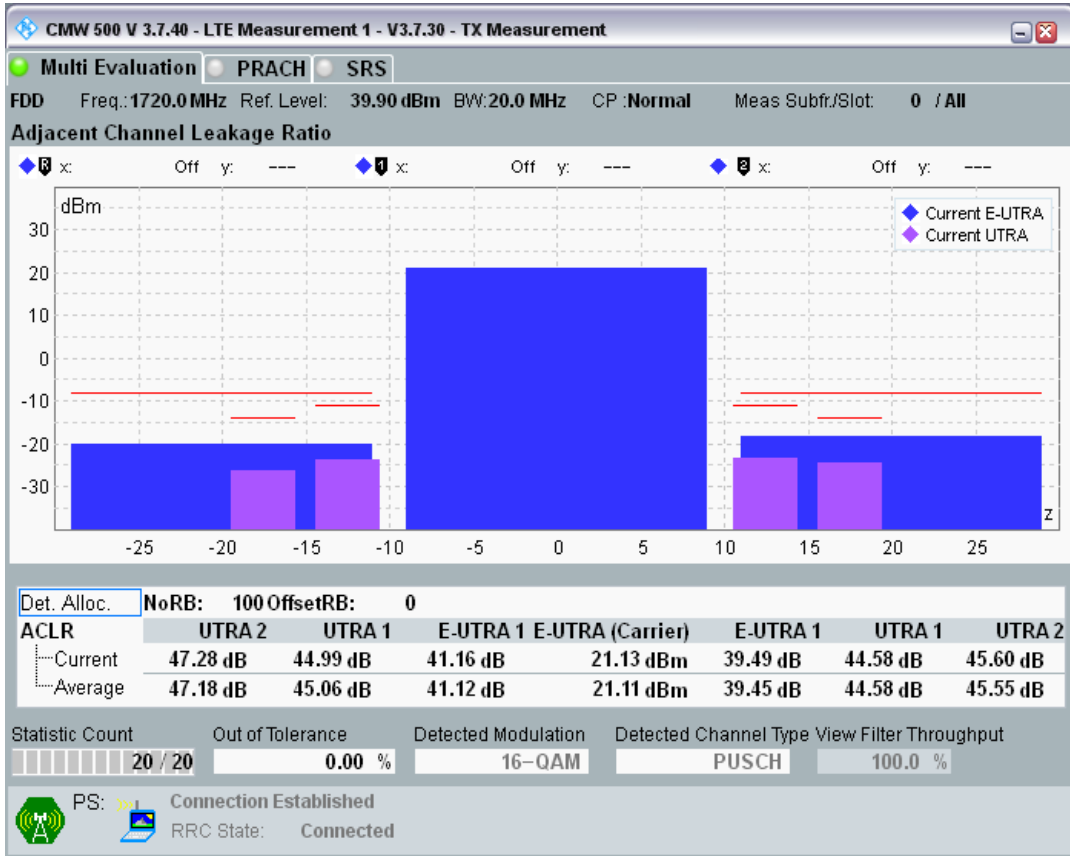 CMW 500 V 3.7.40 - LTE Measurement 1 - V3.7.30 - TX Measurement
Multi Evaluation PRACH SRS
FDD Freq.: 1720.0 MHz Ref. Level: 39.90 dBm BW: 20.0 MHz CP : Normal Meas Subfr./Slot: 0 / All
Adjacent Channel Leakage Ratio
R x: Off y: --- 1 x: Off y: --- 2 x: Off y: ---
dBm
Current E-UTRA
Current UTRA
30
20
10
0
-10
-20
-30
z
-25 -20 -15 -10 -5 0 5 10 15 20 25
Det. Alloc. NoRB: 100 OffsetRB: 0
ACLR UTRA 2 UTRA 1 E-UTRA 1 E-UTRA (Carrier) E-UTRA 1 UTRA 1 UTRA 2
Current 47.28 dB 44.99 dB 41.16 dB 21.13 dBm 39.49 dB 44.58 dB 45.60 dB
Average 47.18 dB 45.06 dB 41.12 dB 21.11 dBm 39.45 dB 44.58 dB 45.55 dB
Statistic Count Out of Tolerance Detected Modulation Detected Channel Type View Filter Throughput
20 / 20 0.00 % 16-QAM PUSCH 100.0 %
PS: Connection Established
RRC State: Connected